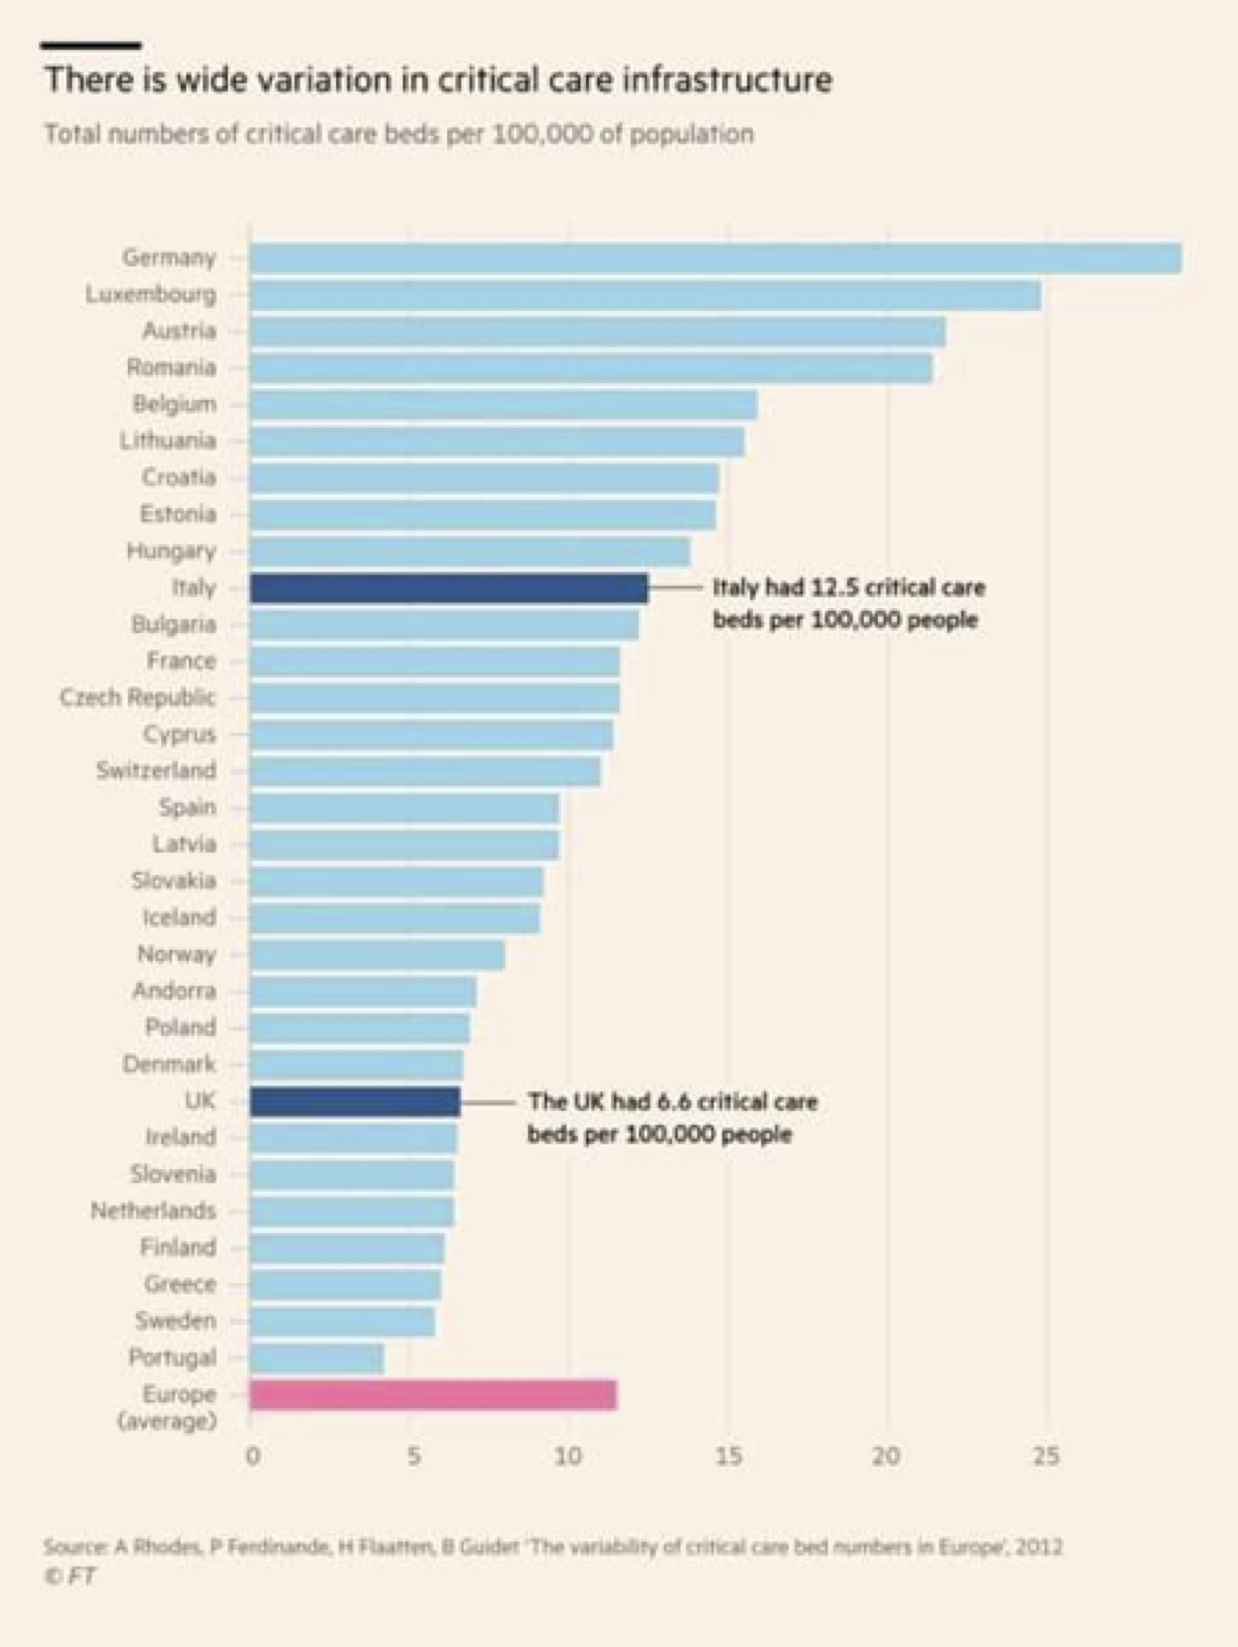 There is wide variation in critical care infrastructure
Total numbers of critical care beds per 100,000 of population
Germany
Luxembourg
Austria
Romania
Belgium
Lithuania
Croatia
Estonia
Hungary
Italy
Italy had 12.5 critical care
beds per 100,000 people
Bulgaria
France
Czech Republic
Cyprus
Switzerland
Spain
Latvia
Slovakia
Iceland
Norway
Andorra
Poland
Denmark
UK
The UK had 6.6 critical care
beds per 100,000 people
Ireland
Slovenia
Netherlands
Finland
Greece
Sweden
Portugal
Europe
(average)
0 5 10 15 20 25
Source: A Rhodes, P Ferdinande, H Flaatten, B Guidet 'The variability of critical care bed numbers in Europe', 2012
© FT